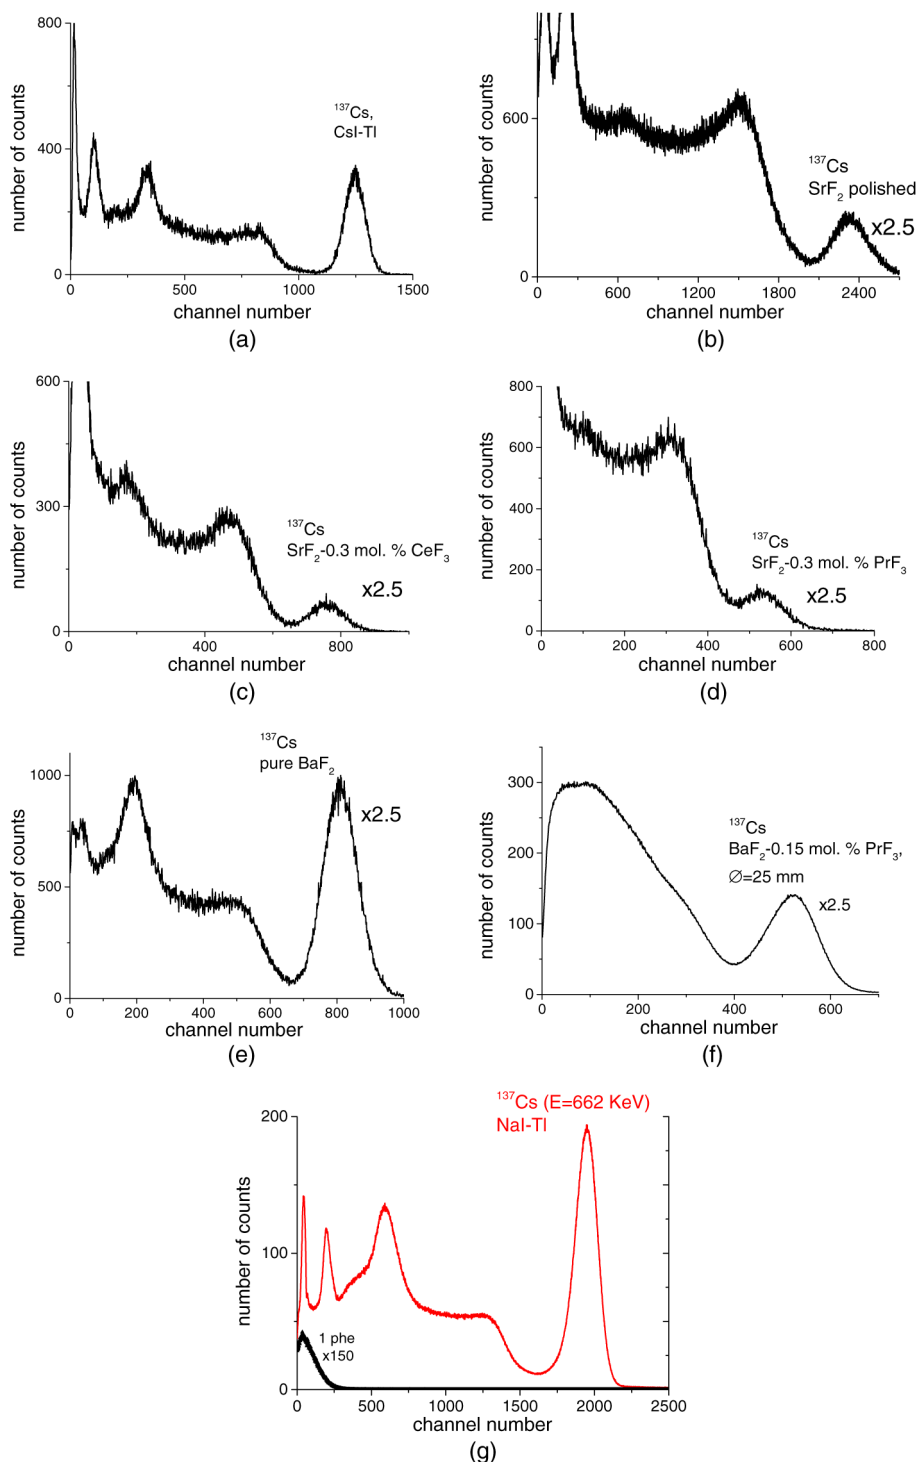 800
400
0
number of counts
¹³⁷Cs,
CsI-Tl
0 500 1000 1500
channel number
(a)
600
0
number of counts
¹³⁷Cs
SrF₂ polished
x2.5
0 600 1200 1800 2400
channel number
(b)
600
300
0
number of counts
¹³⁷Cs
SrF₂-0.3 mol. % CeF₃
x2.5
0 400 800
channel number
(c)
800
600
400
200
0
number of counts
¹³⁷Cs
SrF₂-0.3 mol. % PrF₃
x2.5
0 200 400 600 800
channel number
(d)
1000
500
0
number of counts
¹³⁷Cs
pure BaF₂
x2.5
0 200 400 600 800 1000
channel number
(e)
300
200
100
0
number of counts
¹³⁷Cs
BaF₂-0.15 mol. % PrF₃,
∅=25 mm
x2.5
0 200 400 600
channel number
(f)
200
100
0
number of counts
¹³⁷Cs (E=662 KeV)
NaI-Tl
1 phe
x150
0 500 1000 1500 2000 2500
channel number
(g)